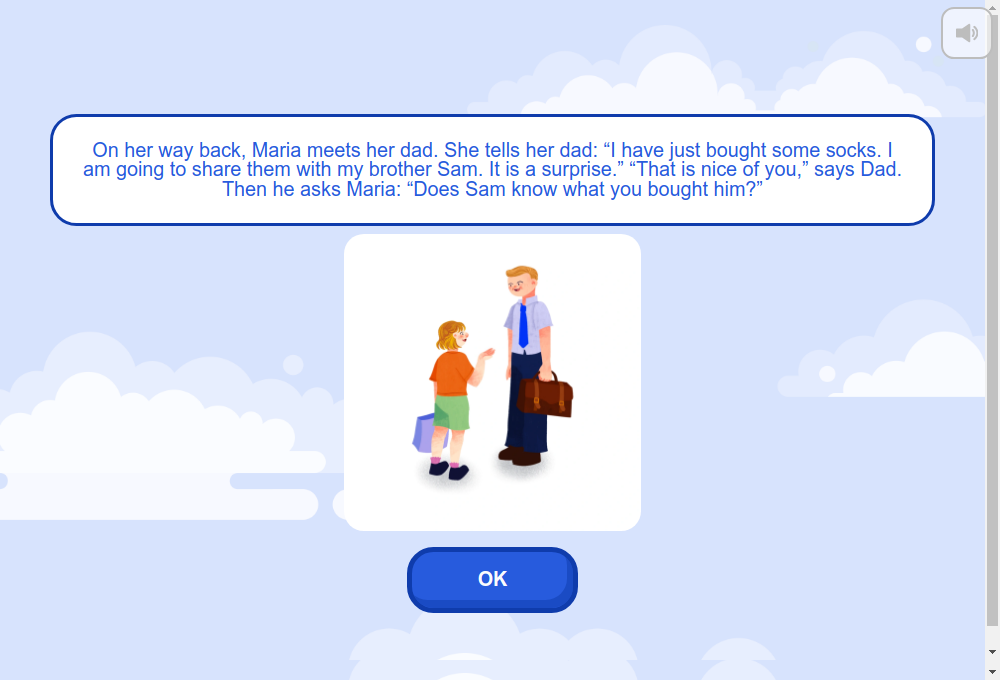 On her way back, Maria meets her dad. She tells her dad: “I have just bought some socks. I
am going to share them with my brother Sam. It is a surprise.” “That is nice of you,” says Dad.
Then he asks Maria: “Does Sam know what you bought him?”
OK